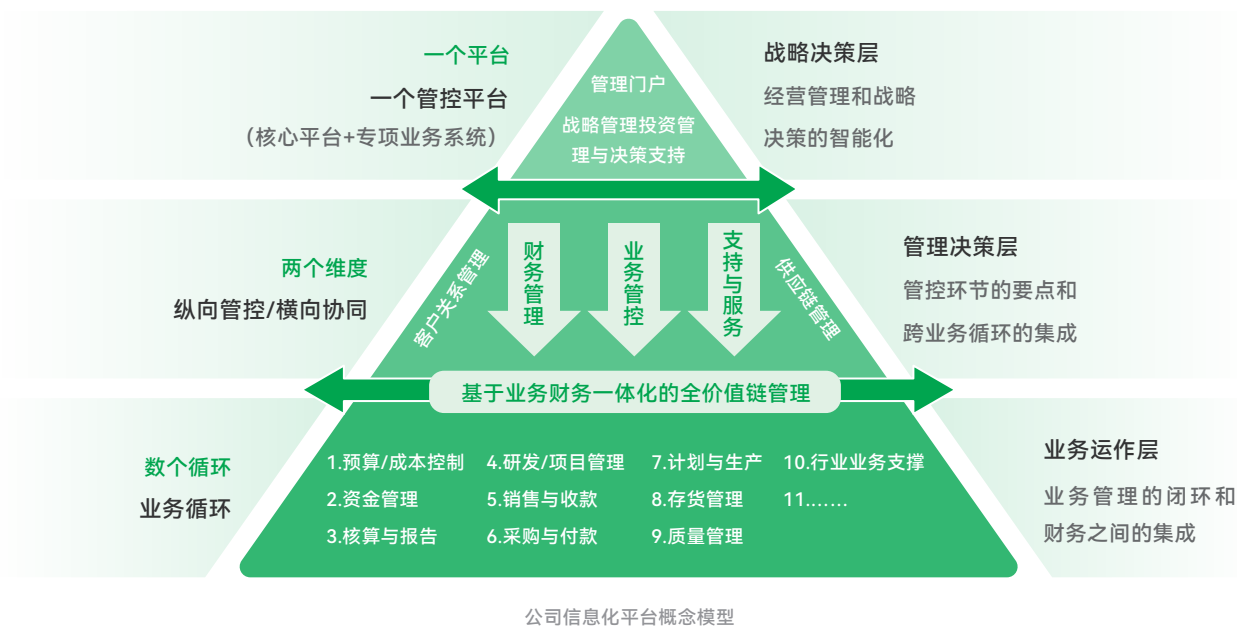 一个平台
一个管控平台
（核心平台+专项业务系统）
管理门户
战略管理投资管
理与决策支持
战略决策层
经营管理和战略
决策的智能化
两个维度
纵向管控/横向协同
客户关系管理
财务管理
业务管控
支持与服务
供应链管理
管理决策层
管控环节的要点和
跨业务循环的集成
基于业务财务一体化的全价值链管理
数个循环
业务循环
1.预算/成本控制
2.资金管理
3.核算与报告
4.研发/项目管理
5.销售与收款
6.采购与付款
7.计划与生产
8.存货管理
9.质量管理
10.行业业务支撑
11.……
业务运作层
业务管理的闭环和
财务之间的集成
公司信息化平台概念模型